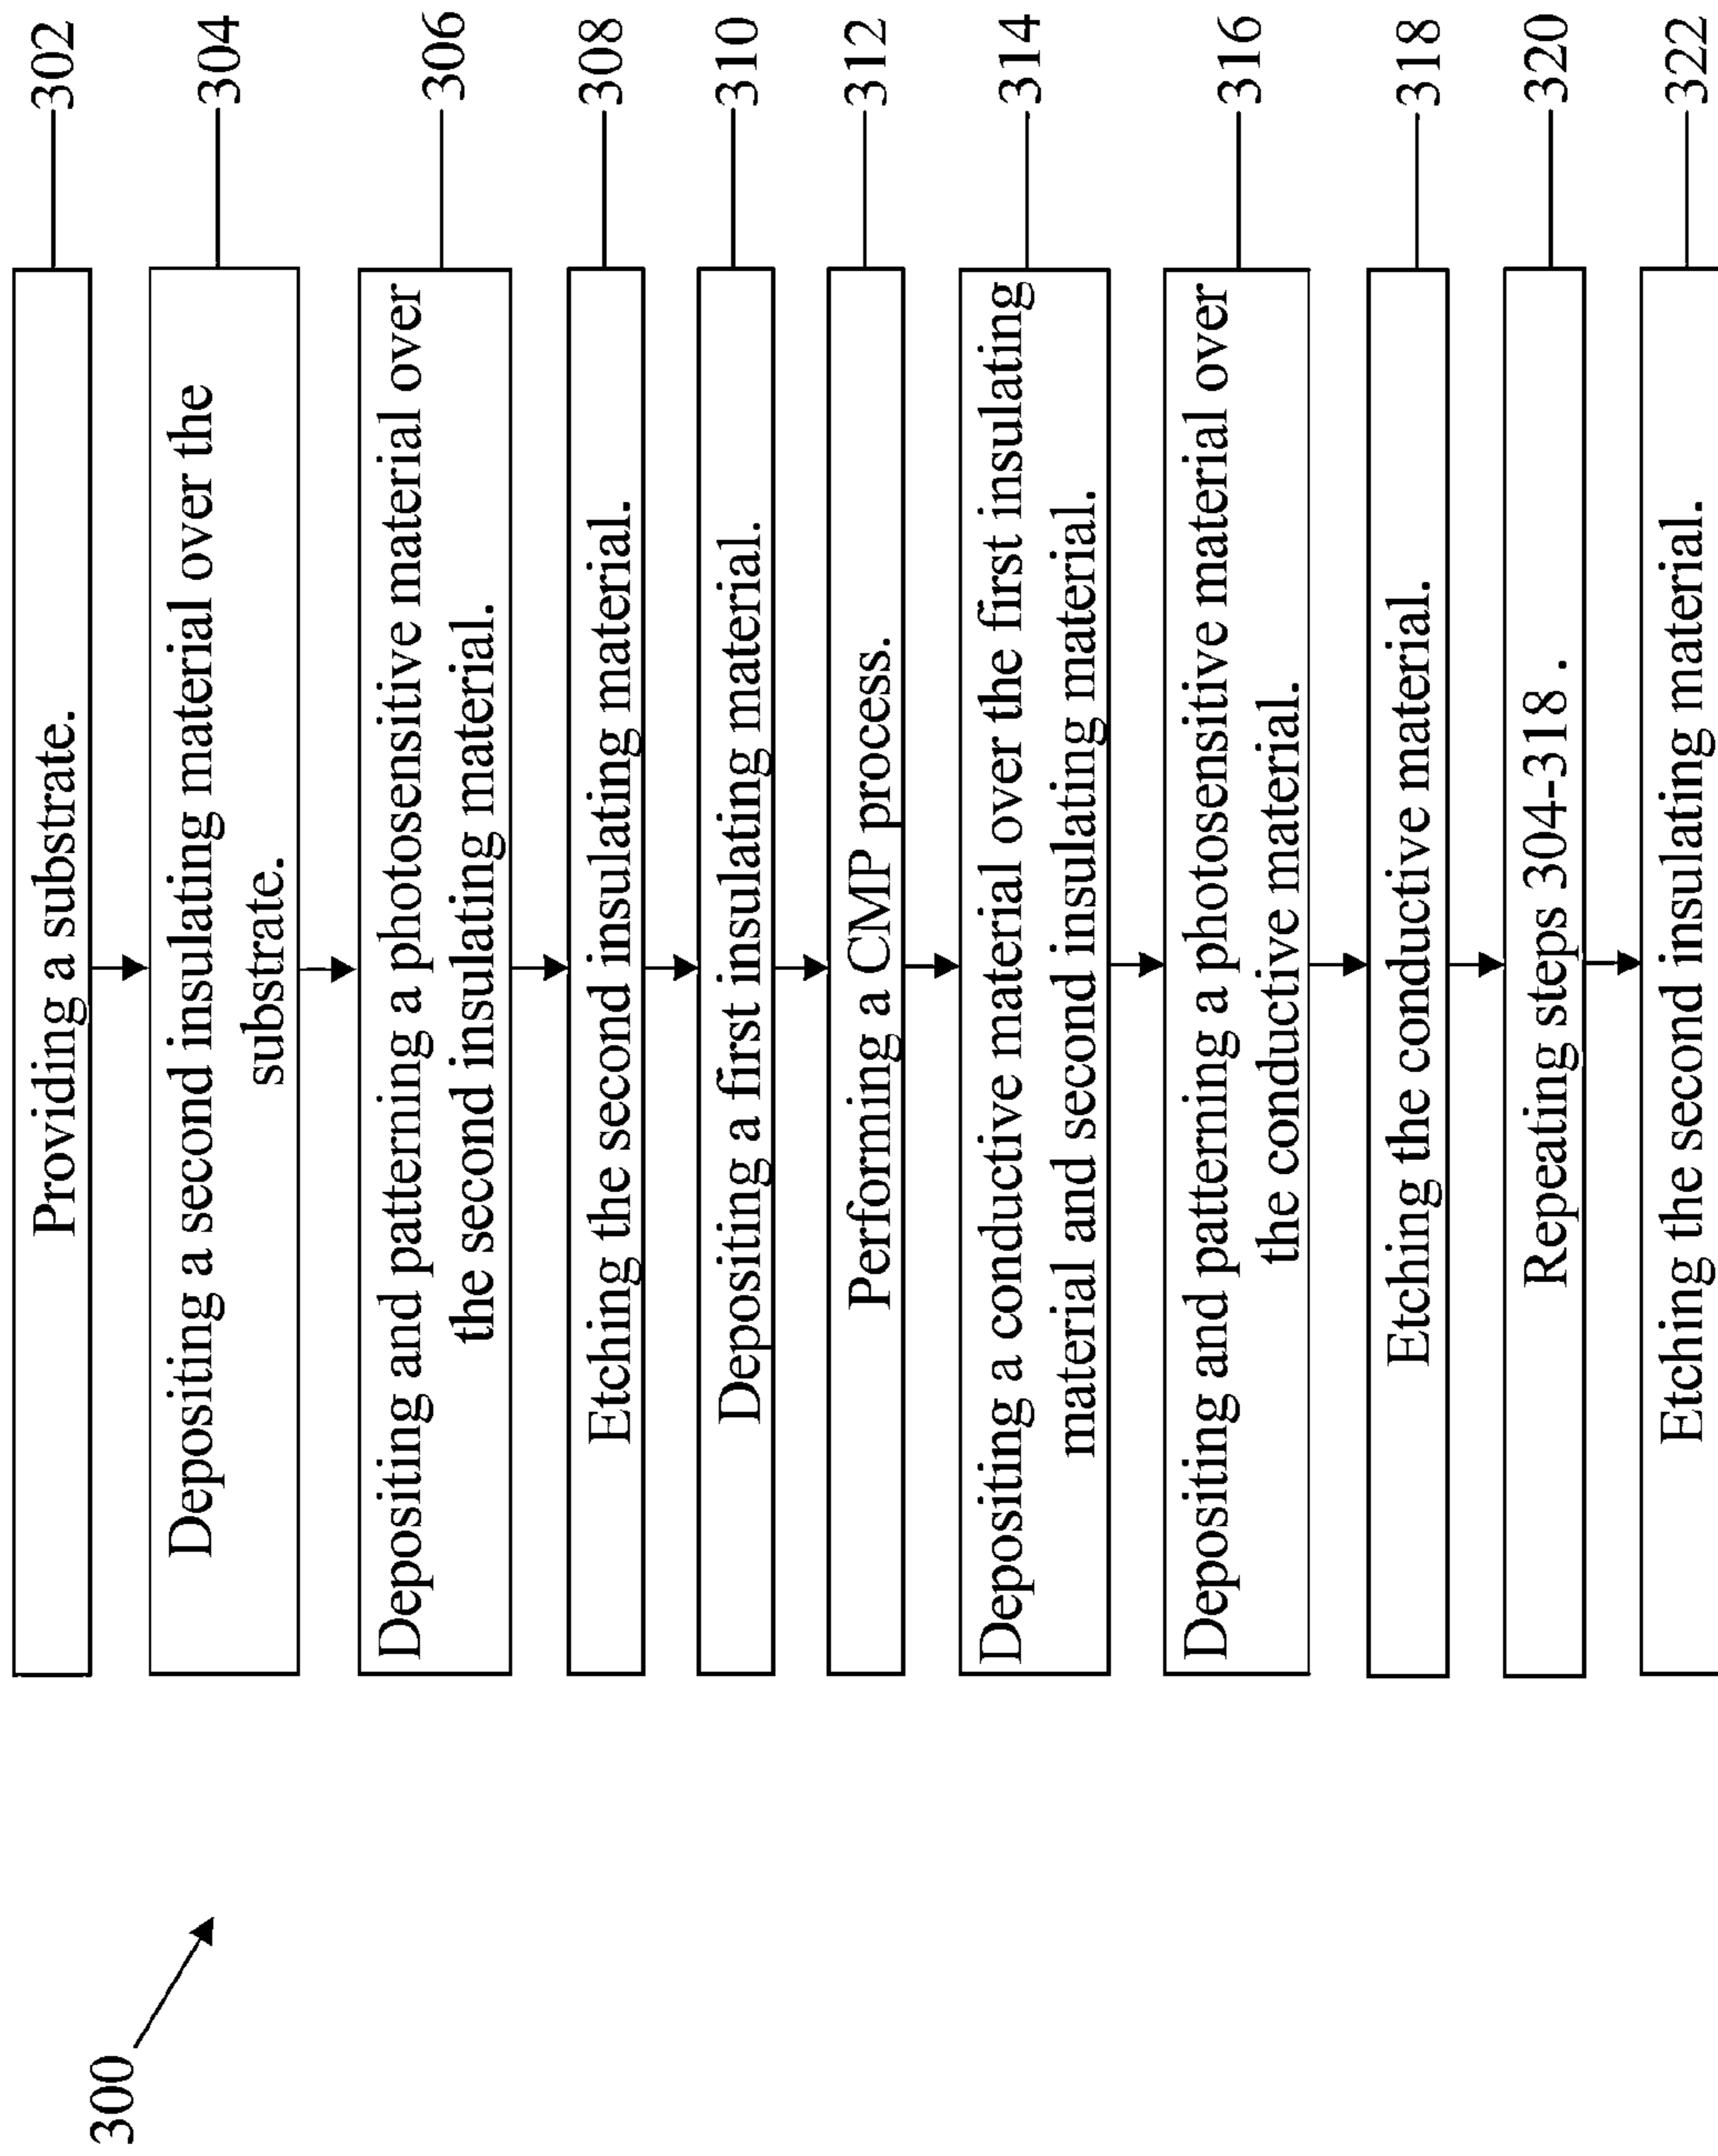 300
Providing a substrate.
302
Depositing a second insulating material over the
substrate.
304
Depositing and patterning a photosensitive material over
the second insulating material.
306
Etching the second insulating material.
308
Depositing a first insulating material.
310
Performing a CMP process.
312
Depositing a conductive material over the first insulating
material and second insulating material.
314
Depositing and patterning a photosensitive material over
the conductive material.
316
Etching the conductive material.
318
Repeating steps 304-318 .
320
Etching the second insulating material.
322